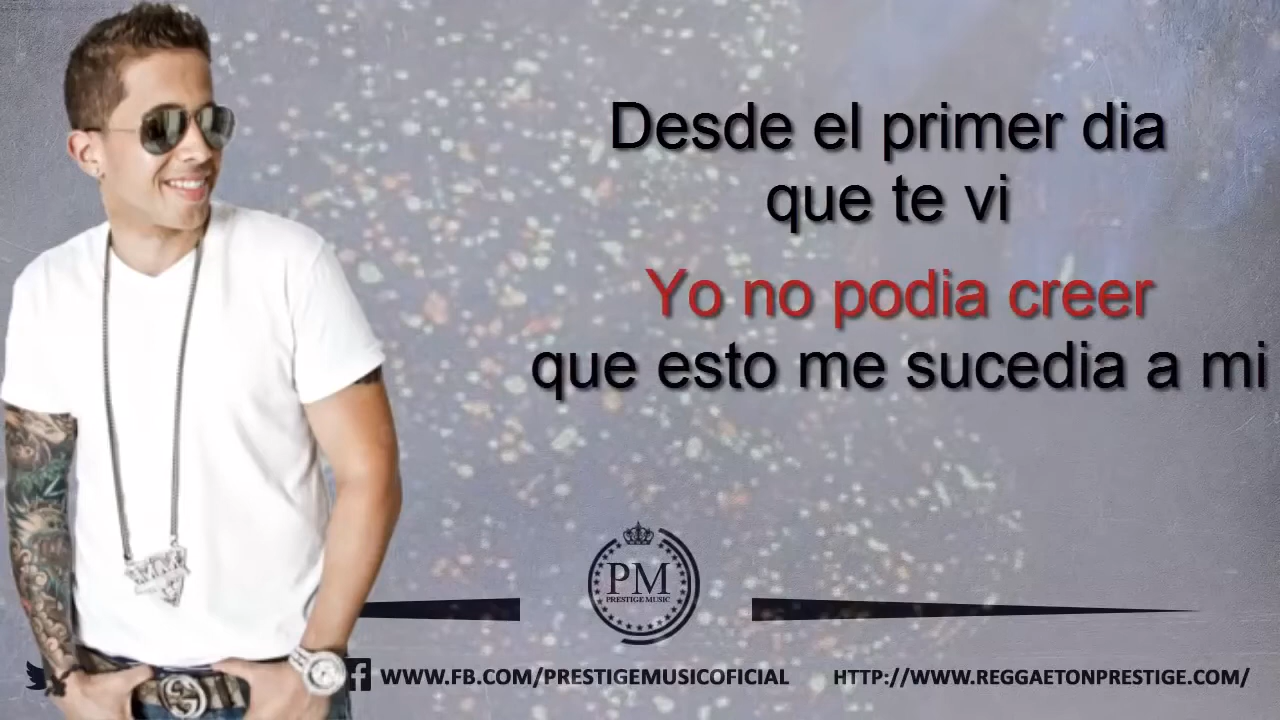 Desde el primer dia
que te vi
Yo no podia creer
que esto me sucedia a mi
PM
PRESTIGE MUSIC
WWW.FB.COM/PRESTIGEMUSICOFICIAL HTTP://WWW.REGGAETONPRESTIGE.COM/